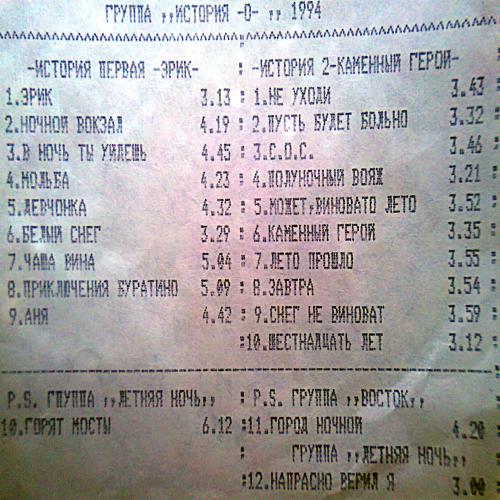 ГРУППА ,,ИСТОРИЯ -О- ,, 1994
-ИСТОРИЯ ПЕРВАЯ -ЭРИК-
1.ЭРИК 3.13
2.НОЧНОЙ ВОКЗАЛ 4.19
3.В НОЧЬ ТЫ УЙДЕШЬ 4.45
4.МОЛЬБА 4.23
5.ДЕВЧОНКА 4.32
6.БЕЛЫЙ СНЕГ 3.29
7.ЧАША ВИНА 5.04
8.ПРИКЛЮЧЕНИЯ БУРАТИНО 5.09
9.АНЯ 4.42
P.S. ГРУППА ,,ЛЕТНЯЯ НОЧЬ,,
10.ГОРЯТ МОСТЫ 6.12
-ИСТОРИЯ 2-КАМЕННЫЙ ГЕРОЙ-
1.НЕ УХОДИ 3.43
2.ПУСТЬ БУДЕТ БОЛЬНО 3.32
3.С.О.С. 3.46
4.ПОЛУНОЧНЫЙ ВОЯЖ 3.21
5.МОЖЕТ,ВИНОВАТО ЛЕТО 3.52
6.КАМЕННЫЙ ГЕРОЙ 3.35
7.ЛЕТО ПРОШЛО 3.55
8.ЗАВТРА 3.54
9.СНЕГ НЕ ВИНОВАТ 3.59
10.ШЕСТНАДЦАТЬ ЛЕТ 3.12
P.S. ГРУППА ,,ВОСТОК,,
11.ГОРОД НОЧНОЙ 4.20
ГРУППА ,,ЛЕТНЯЯ НОЧЬ,,
12.НАПРАСНО ВЕРИЛ Я 3.00